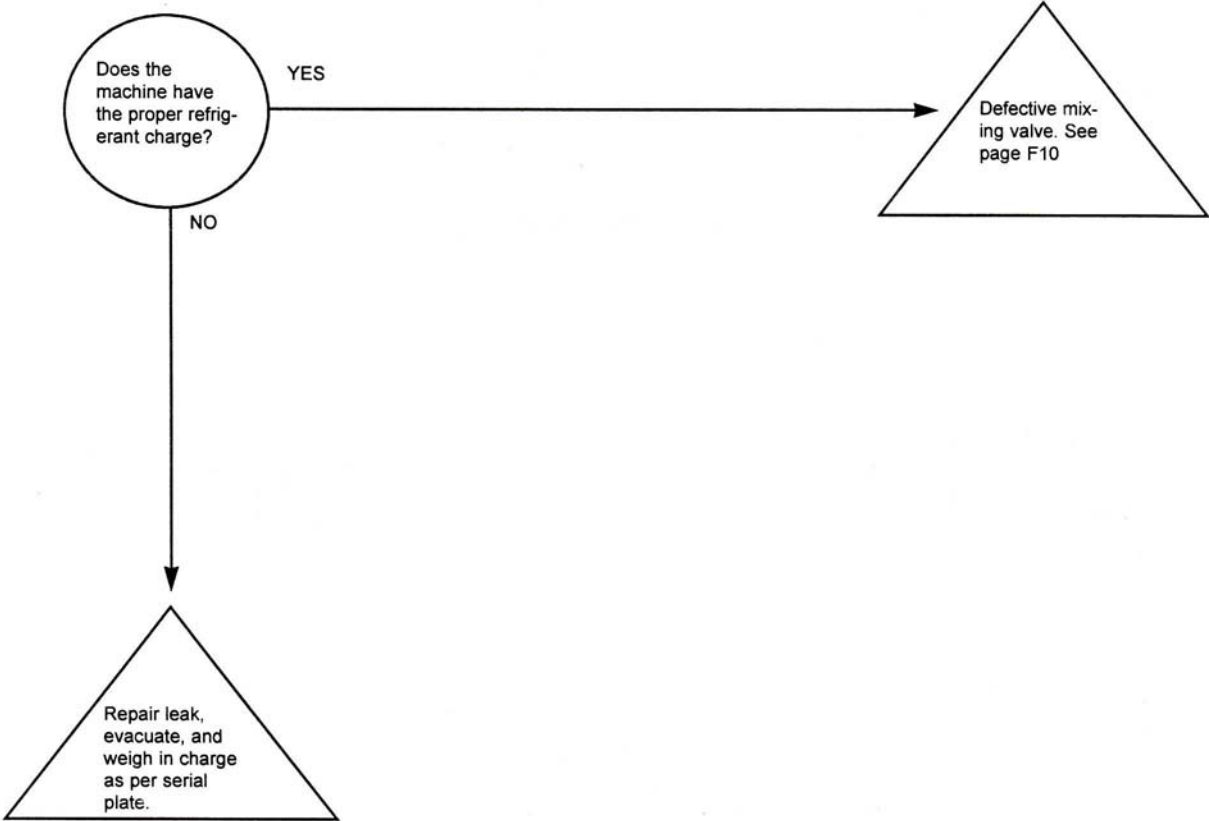 Does the
machine have
the proper refrig-
erant charge?
YES
Defective mix-
ing valve. See
page F10
NO
Repair leak,
evacuate, and
weigh in charge
as per serial
plate.